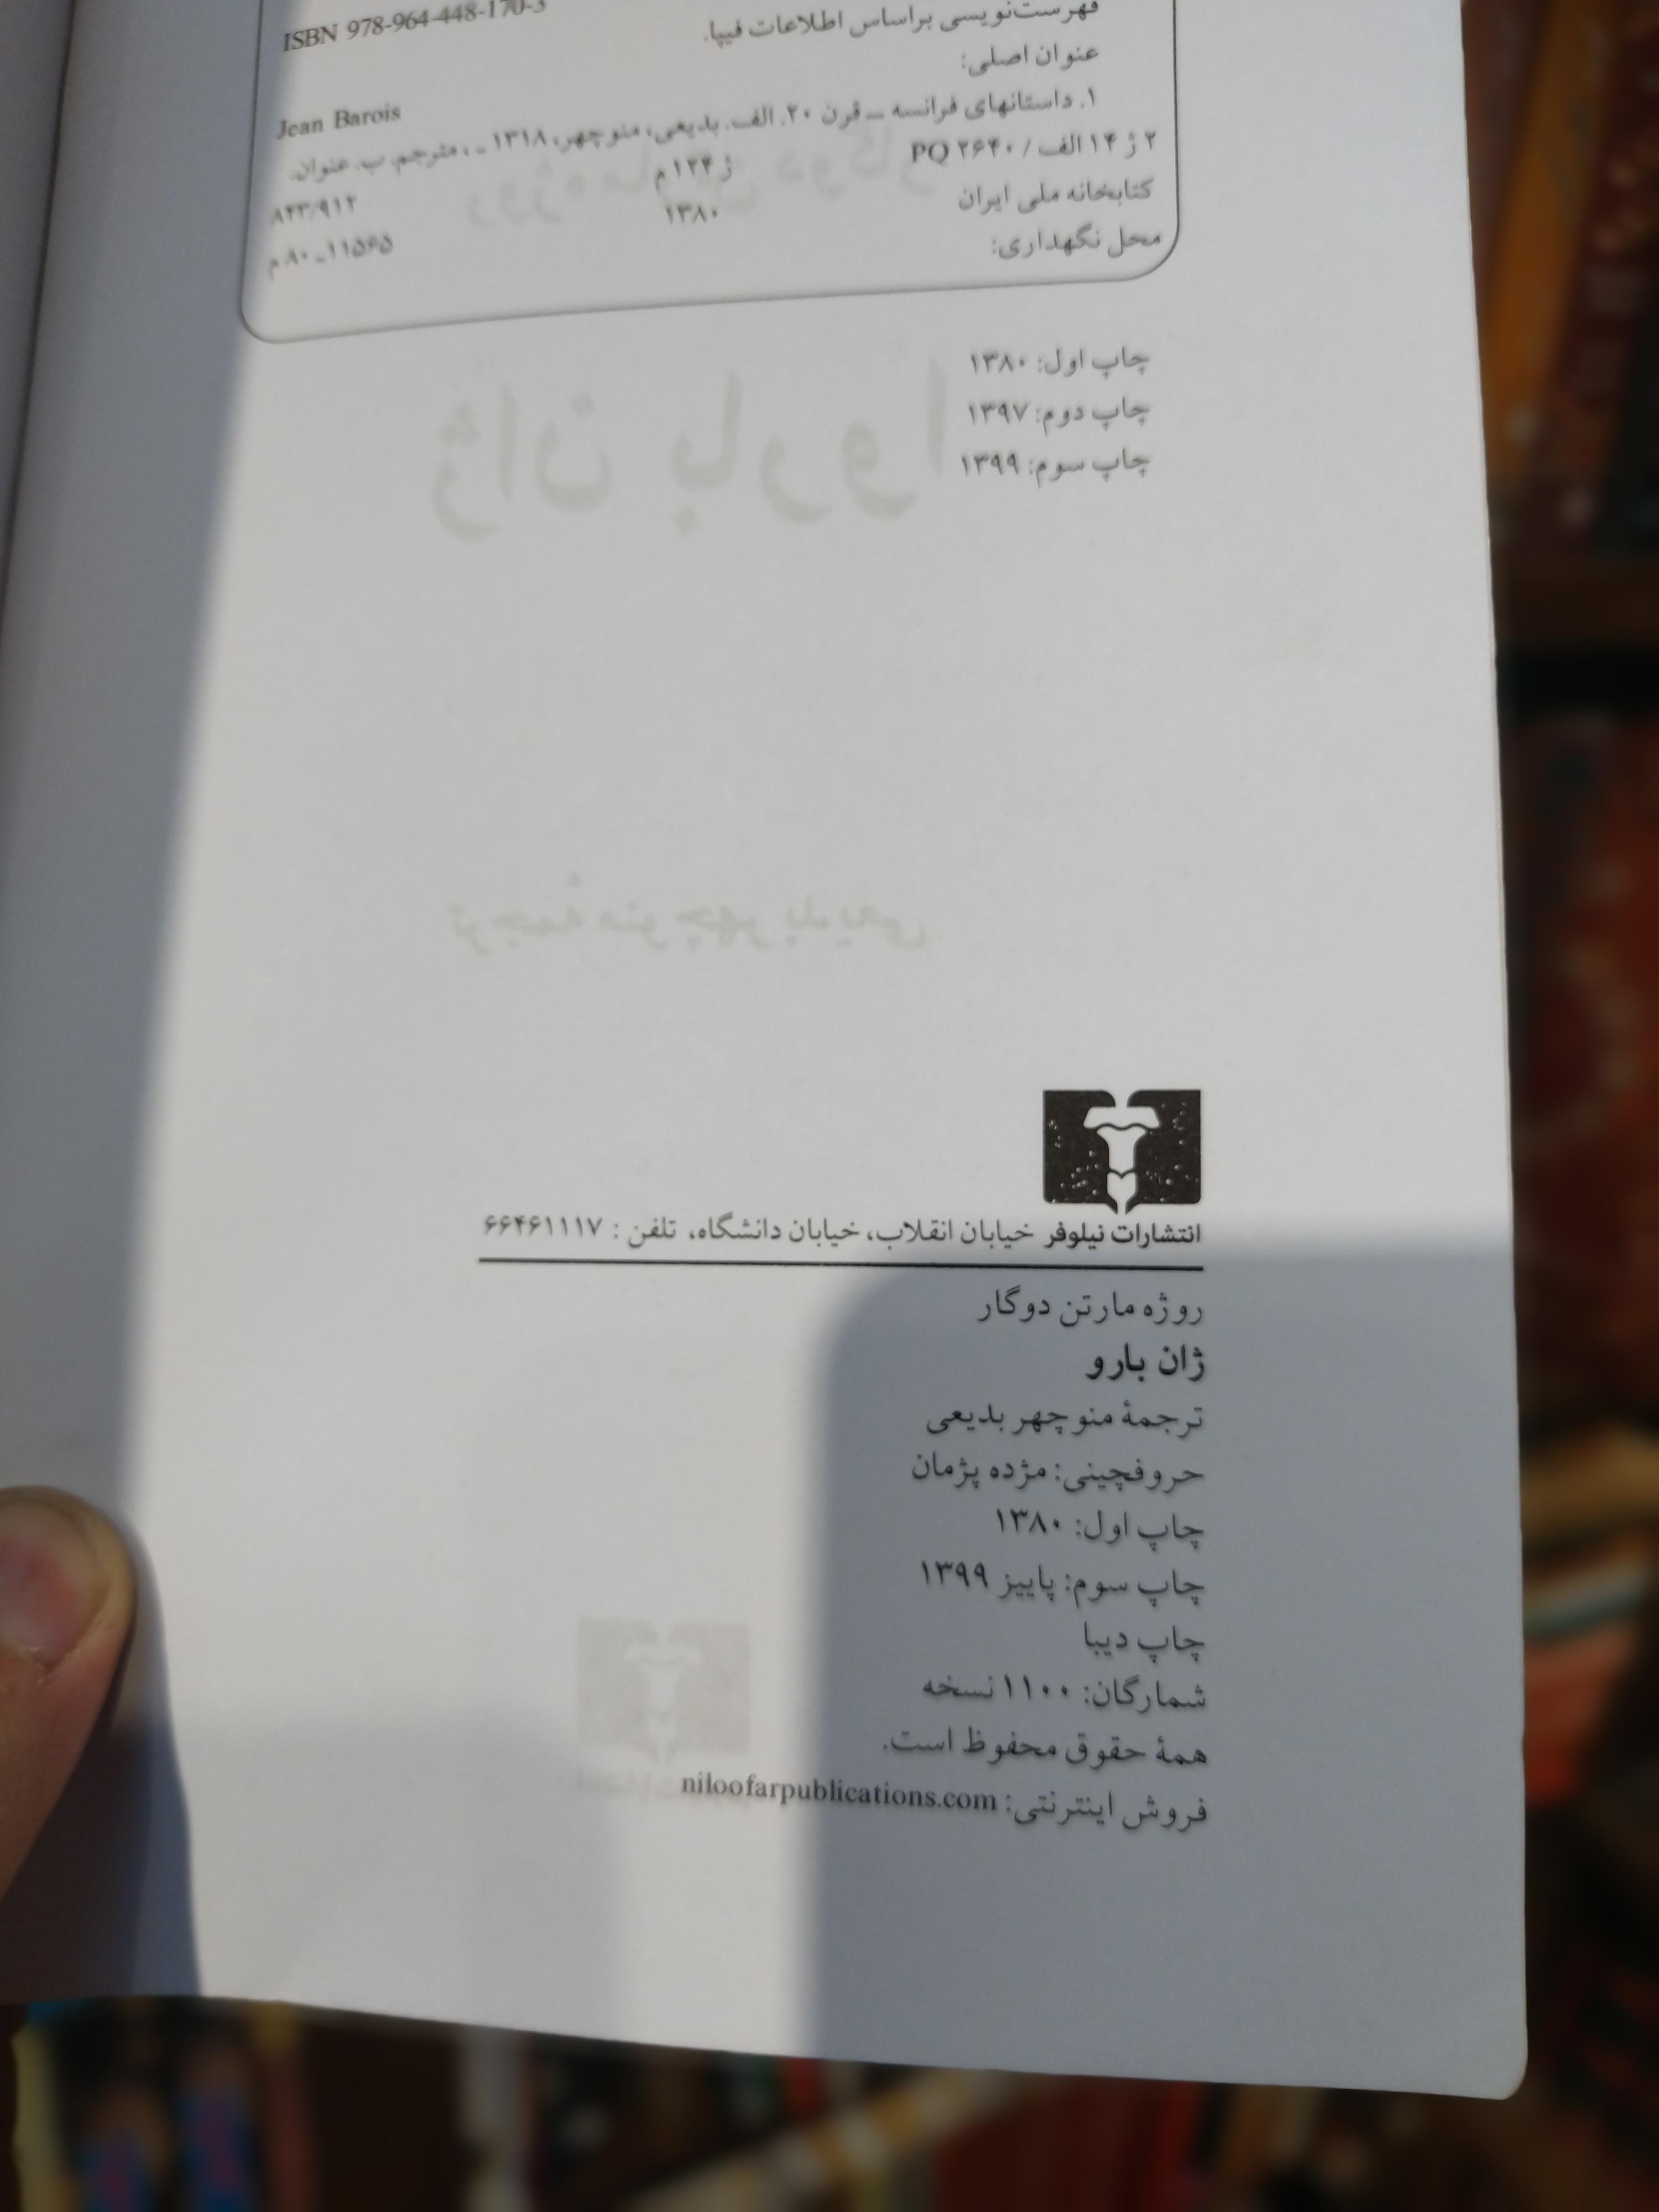 ISBN 978-964-448-170-3
فهرست‌نویسی براساس اطلاعات فیپا.
عنوان اصلی:
Jean Barois
۱. داستانهای فرانسه ـ قرن ۲۰. الف. بدیعی، منوچهر، ۱۳۱۸ ـ ، مترجم. ب. عنوان.
۲ ژ ۱۴ الف / PQ ۲۶۴۰ ژ ۱۲۴ م ۸۴۳/۹۱۲
کتابخانه ملی ایران ۱۳۸۰
محل نگهداری: ۱۱۵۶۵ ـ ۸۰ م
چاپ اول: ۱۳۸۰
چاپ دوم: ۱۳۹۷
چاپ سوم: ۱۳۹۹
انتشارات نیلوفر خیابان انقلاب، خیابان دانشگاه، تلفن : ۶۶۴۶۱۱۱۷
روژه مارتن دوگار
ژان بارو
ترجمهٔ منوچهر بدیعی
حروفچینی: مژده پژمان
چاپ اول: ۱۳۸۰
چاپ سوم: پاییز ۱۳۹۹
چاپ دیبا
شمارگان: ۱۱۰۰ نسخه
همهٔ حقوق محفوظ است.
فروش اینترنتی: niloofarpublications.com